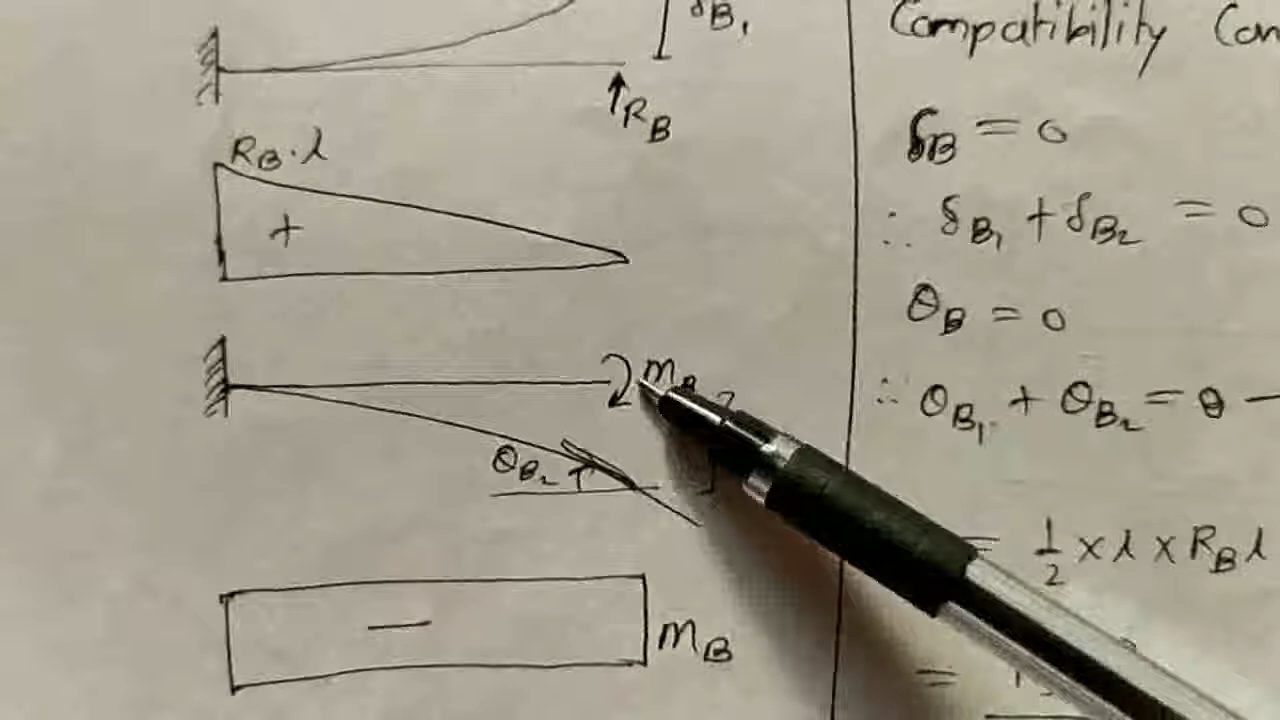 δB₁
RB
RB.l
+
mB
θB₂
—
mB
Compatibility Con
δB = 0
∴ δB₁ + δB₂ = 0
θB = 0
∴ θB₁ + θB₂ = 0 —
= 1/2 × l × RBl
=